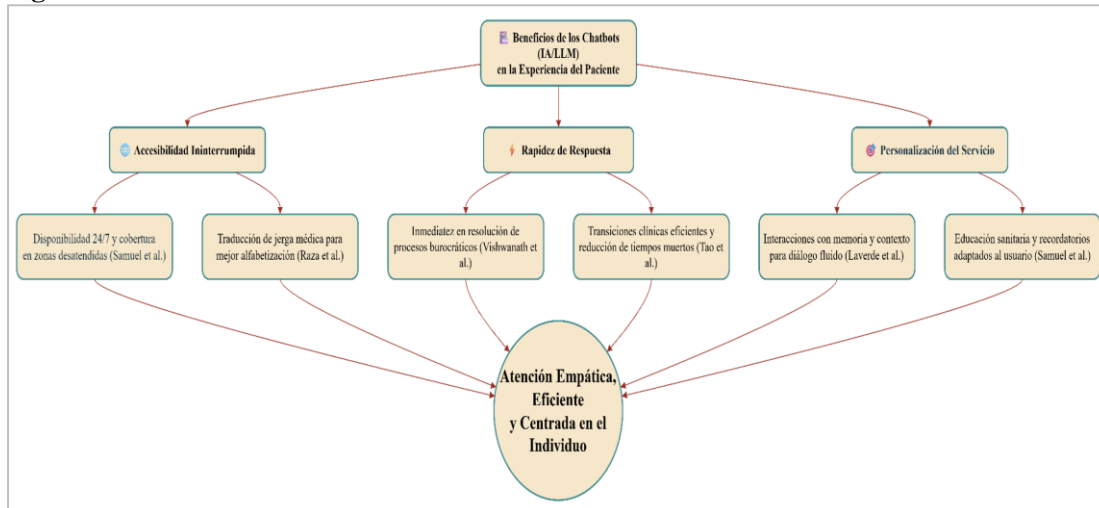 Beneficios de los Chatbots
(IA/LLM)
en la Experiencia del Paciente
Accesibilidad Ininterrumpida
Rapidez de Respuesta
Personalización del Servicio
Disponibilidad 24/7 y cobertura
en zonas desatendidas (Samuel et al.)
Traducción de jerga médica para
mejor alfabetización (Raza et al.)
Inmediatez en resolución de
procesos burocráticos (Vishwanath et
al.)
Transiciones clínicas eficientes y
reducción de tiempos muertos (Tao et
al.)
Interacciones con memoria y contexto
para diálogo fluido (Laverde et al.)
Educación sanitaria y recordatorios
adaptados al usuario (Samuel et al.)
Atención Empática,
Eficiente
y Centrada en el
Individuo